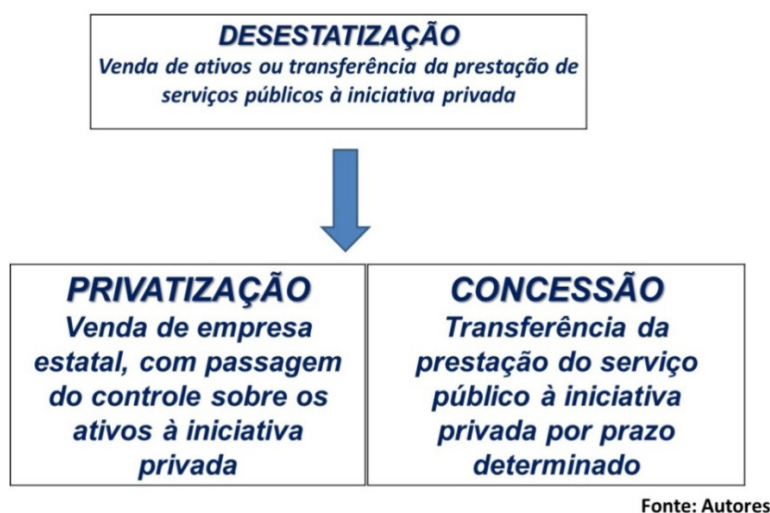 DESESTATIZAÇÃO
Venda de ativos ou transferência da prestação de
serviços públicos à iniciativa privada
PRIVATIZAÇÃO
Venda de empresa
estatal, com passagem
do controle sobre os
ativos à iniciativa
privada
CONCESSÃO
Transferência da
prestação do serviço
público à iniciativa
privada por prazo
determinado
Fonte: Autores